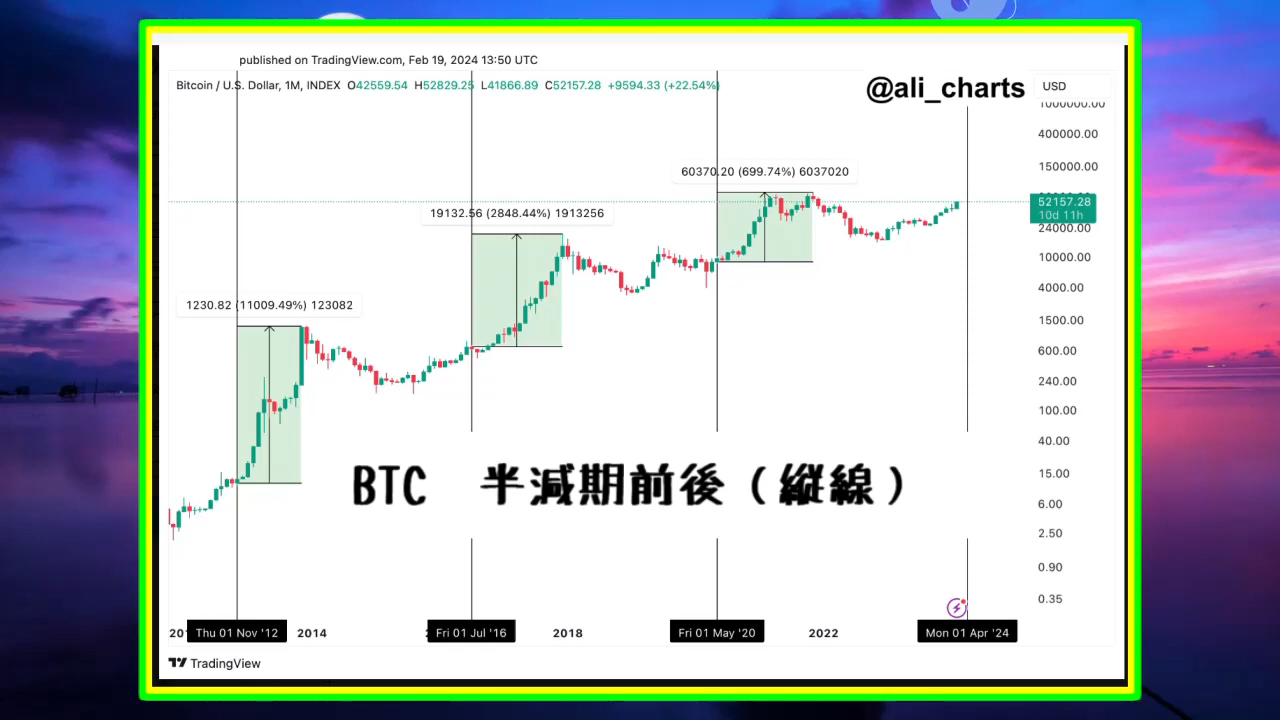 published on TradingView.com, Feb 19, 2024 13:50 UTC
Bitcoin / U.S. Dollar, 1M, INDEX O42559.54 H52829.25 L41866.89 C52157.28 +9594.33 (+22.54%)
@ali_charts
USD
1000000.00
400000.00
150000.00
60370.20 (699.74%) 6037020
52157.28
10d 11h
19132.56 (2848.44%) 1913256
24000.00
10000.00
4000.00
1230.82 (11009.49%) 123082
1500.00
600.00
240.00
100.00
40.00
15.00
BTC 半減期前後（縦線）
6.00
2.50
0.90
0.35
Thu 01 Nov '12
2014
Fri 01 Jul '16
2018
Fri 01 May '20
2022
Mon 01 Apr '24
TradingView